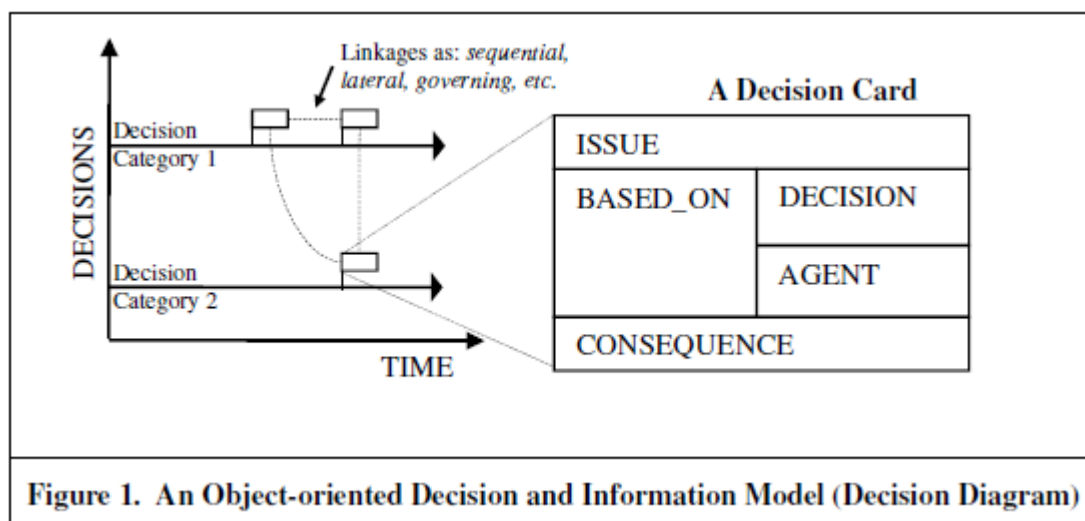 Linkages as: sequential,
lateral, governing, etc.
A Decision Card
DECISIONS
Decision
Category 1
Decision
Category 2
TIME
ISSUE
BASED_ON
DECISION
AGENT
CONSEQUENCE
Figure 1. An Object-oriented Decision and Information Model (Decision Diagram)